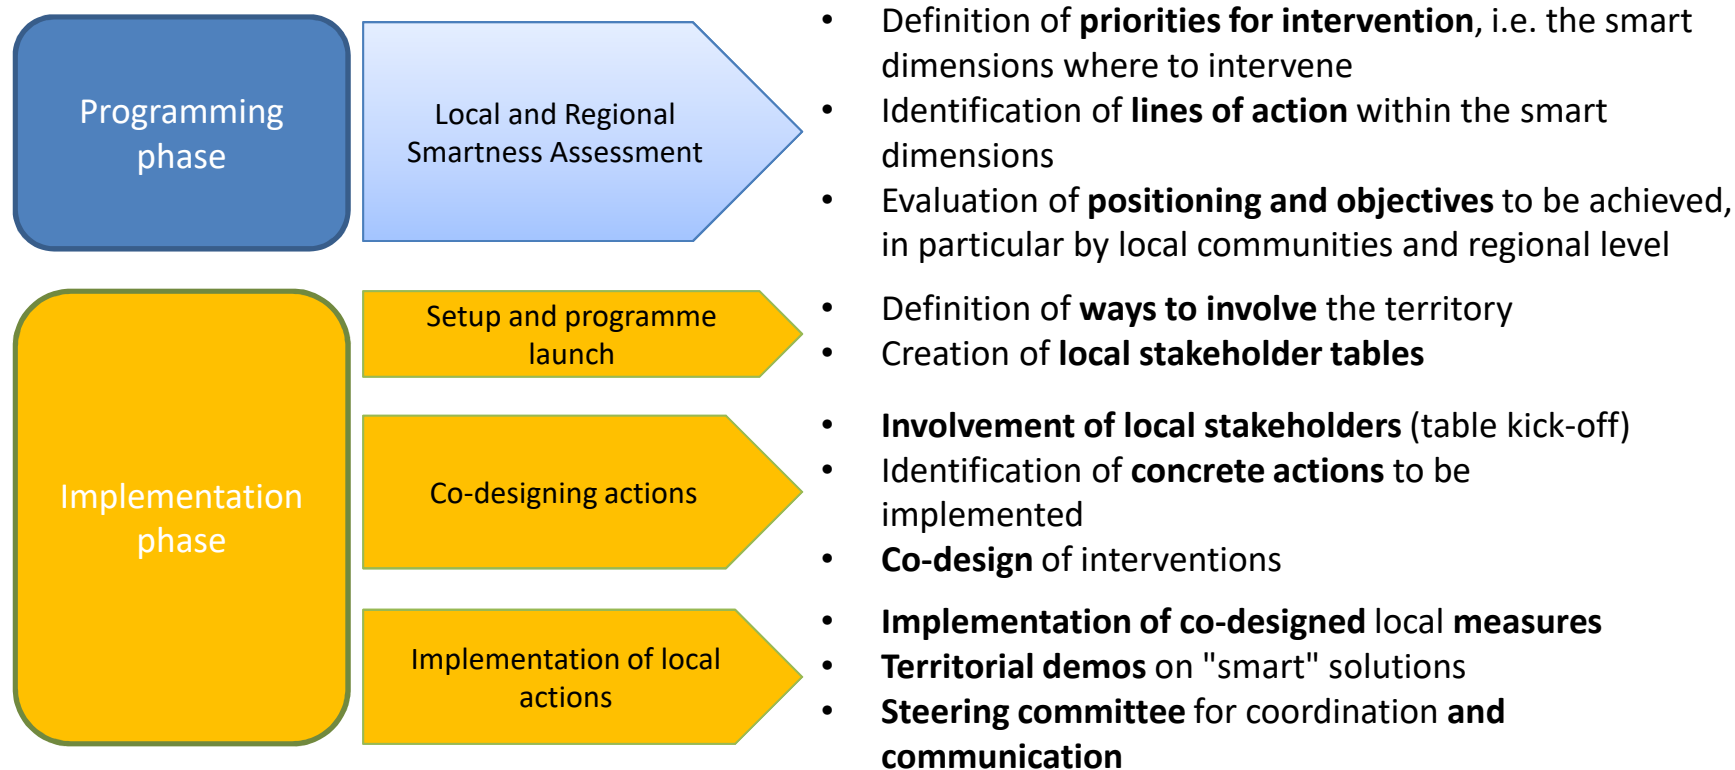 Programming
phase
Local and Regional
Smartness Assessment
• Definition of priorities for intervention, i.e. the smart
dimensions where to intervene
• Identification of lines of action within the smart
dimensions
• Evaluation of positioning and objectives to be achieved,
in particular by local communities and regional level
Implementation
phase
Setup and programme
launch
• Definition of ways to involve the territory
• Creation of local stakeholder tables
Co-designing actions
• Involvement of local stakeholders (table kick-off)
• Identification of concrete actions to be
implemented
• Co-design of interventions
Implementation of local
actions
• Implementation of co-designed local measures
• Territorial demos on "smart" solutions
• Steering committee for coordination and
communication